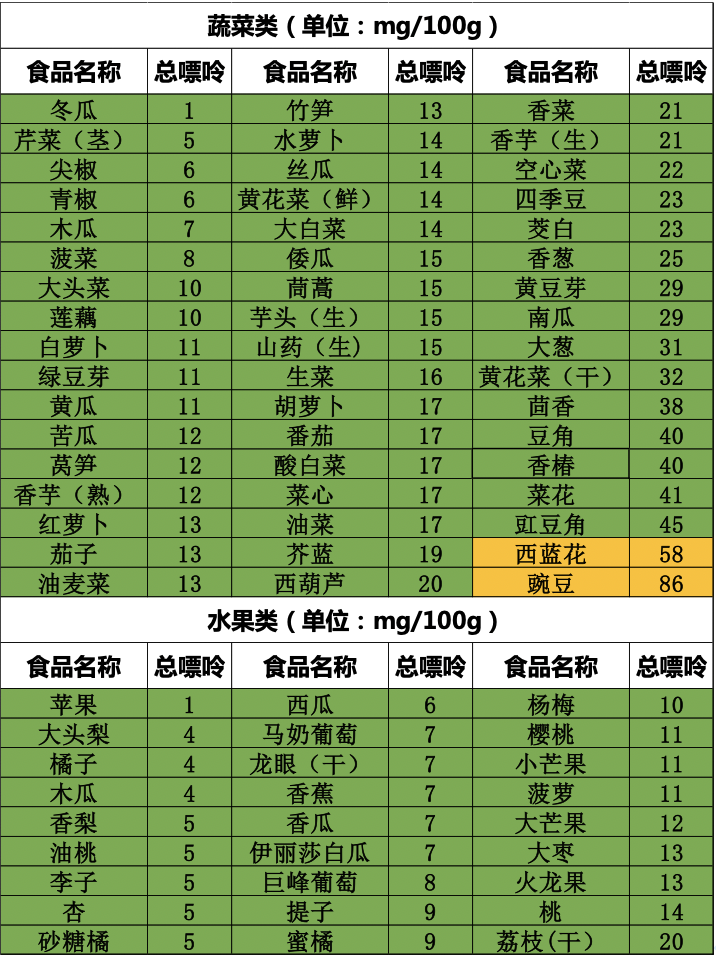 蔬菜类（单位：mg/100g）
食品名称 总嘌呤 食品名称 总嘌呤 食品名称 总嘌呤
冬瓜 1 竹笋 13 香菜 21
芹菜（茎） 5 水萝卜 14 香芋（生） 21
尖椒 6 丝瓜 14 空心菜 22
青椒 6 黄花菜（鲜） 14 四季豆 23
木瓜 7 大白菜 14 茭白 23
菠菜 8 倭瓜 15 香葱 25
大头菜 10 茼蒿 15 黄豆芽 29
莲藕 10 芋头（生） 15 南瓜 29
白萝卜 11 山药（生) 15 大葱 31
绿豆芽 11 生菜 16 黄花菜（干） 32
黄瓜 11 胡萝卜 17 茴香 38
苦瓜 12 番茄 17 豆角 40
莴笋 12 酸白菜 17 香椿 40
香芋（熟） 12 菜心 17 菜花 41
红萝卜 13 油菜 17 豇豆角 45
茄子 13 芥蓝 19 西蓝花 58
油麦菜 13 西葫芦 20 豌豆 86
水果类（单位：mg/100g）
食品名称 总嘌呤 食品名称 总嘌呤 食品名称 总嘌呤
苹果 1 西瓜 6 杨梅 10
大头梨 4 马奶葡萄 7 樱桃 11
橘子 4 龙眼（干） 7 小芒果 11
木瓜 4 香蕉 7 菠萝 11
香梨 5 香瓜 7 大芒果 12
油桃 5 伊丽莎白瓜 7 大枣 13
李子 5 巨峰葡萄 8 火龙果 13
杏 5 提子 9 桃 14
砂糖橘 5 蜜橘 9 荔枝(干） 20